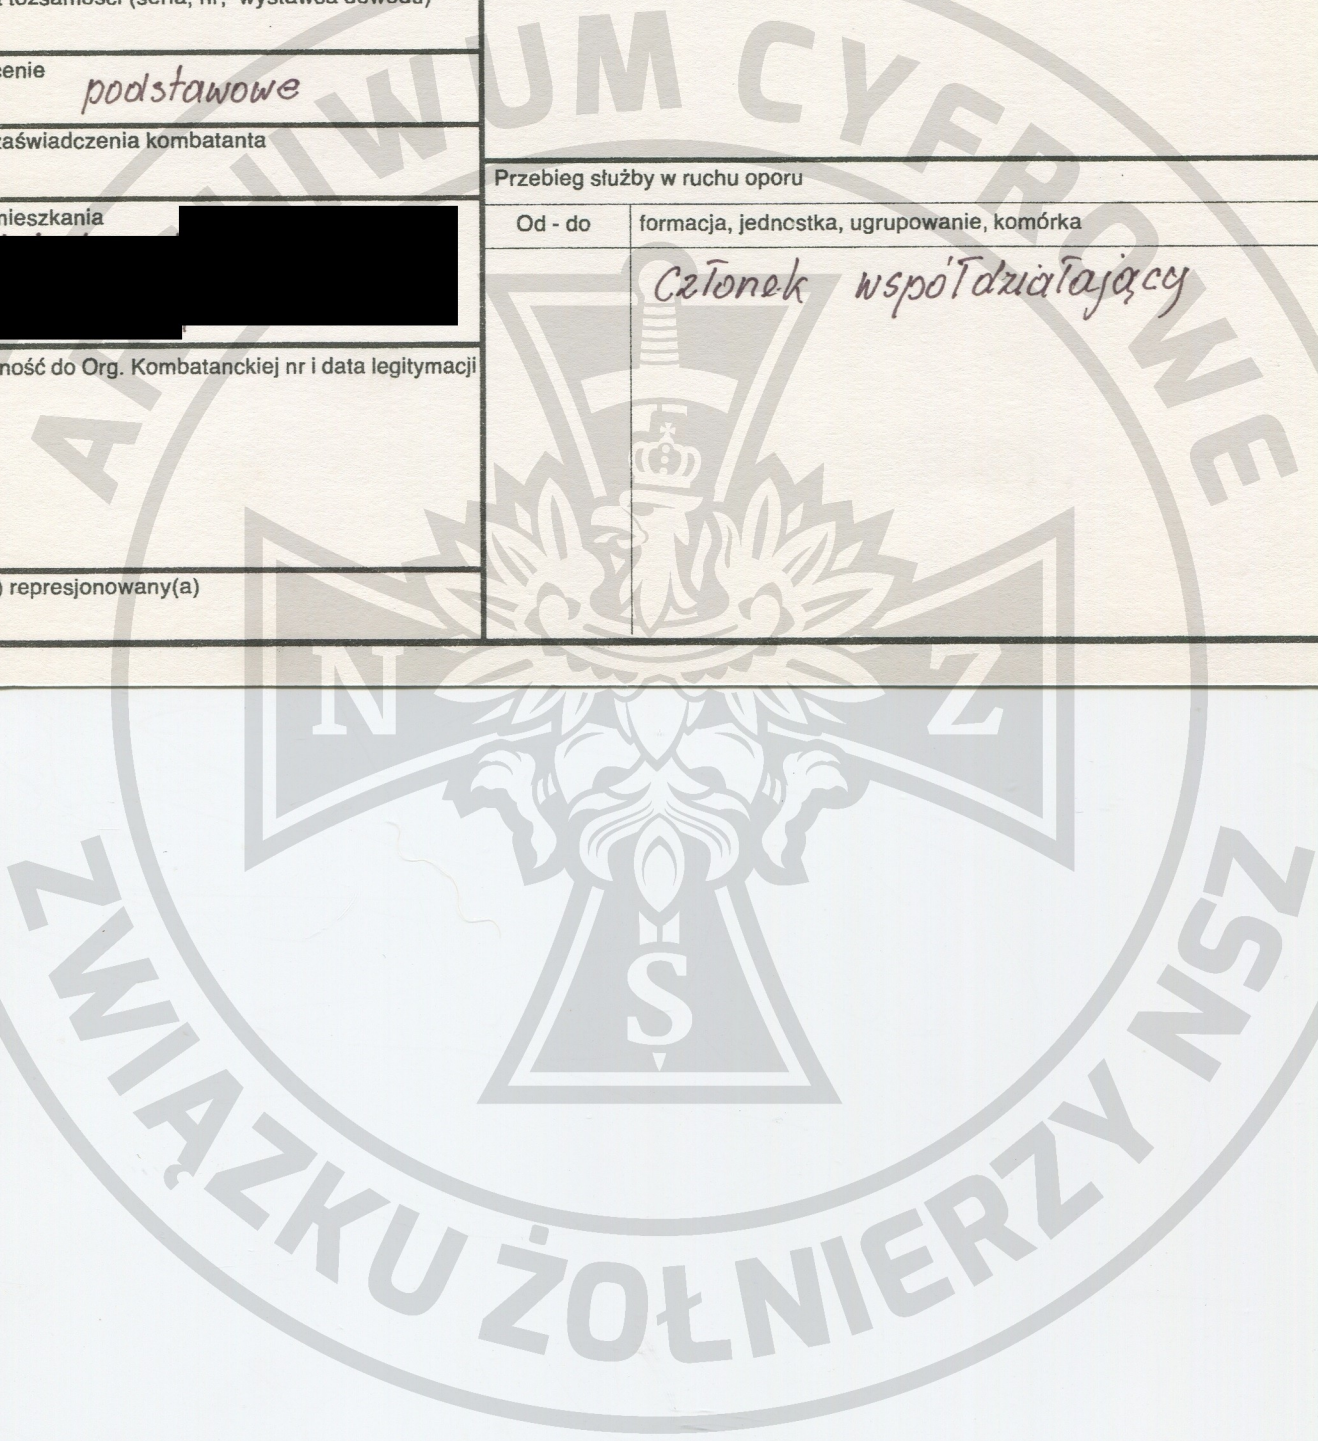 tożsamości (seria, nr, wystawca dowodu)
enie podstawowe
zaświadczenia kombatanta
mieszkania
ność do Org. Kombatanckiej nr i data legitymacji
) represjonowany(a)
Przebieg służby w ruchu oporu
Od - do formacja, jednostka, ugrupowanie, komórka
Członek współdziałający
ARCHIWUM CYFROWE
ZWIĄZKU ŻOŁNIERZY NSZ
N Z
S